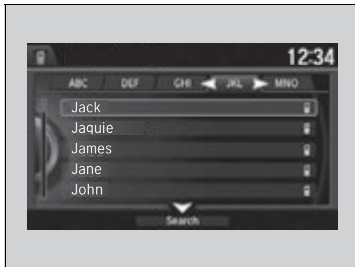 12:34
ABC DEF GHI JKL MNO
Jack
Jaquie
James
Jane
John
Search